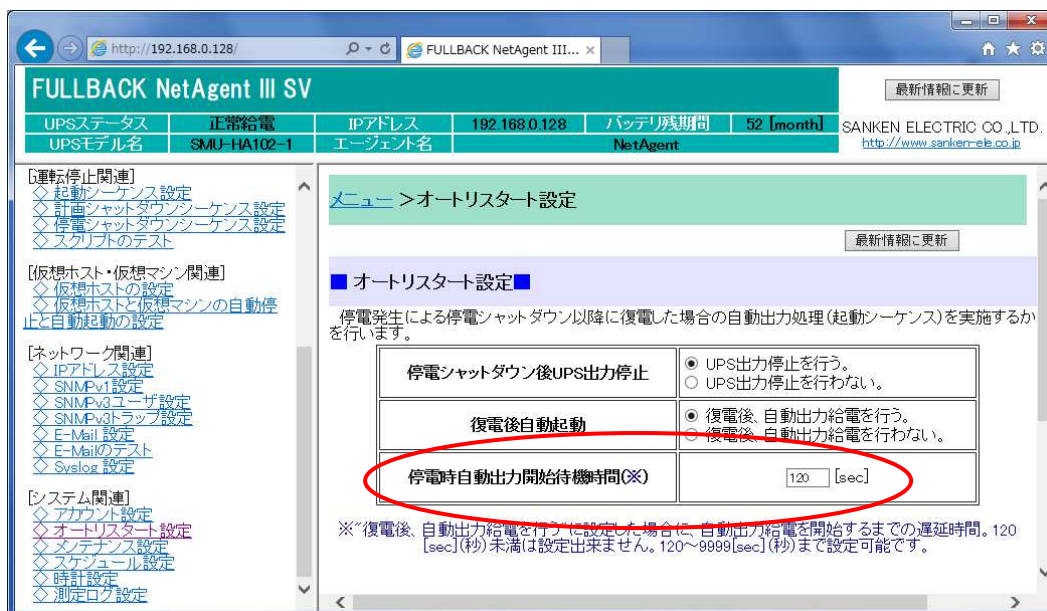 http://192.168.0.128/
FULLBACK NetAgent III...
FULLBACK NetAgent III SV
最新情報に更新
UPSステータス 正常給電 IPアドレス 192.168.0.128 バッテリ残期間 52 [month]
UPSモデル名 SMU-HA102-1 エージェント名 NetAgent
SANKEN ELECTRIC CO.,LTD.
http://www.sanken-ele.co.jp
[運転停止関連]
◇ 起動シーケンス設定
◇ 計画シャットダウンシーケンス設定
◇ 停電シャットダウンシーケンス設定
◇ スクリプトのテスト
[仮想ホスト・仮想マシン関連]
◇ 仮想ホストの設定
◇ 仮想ホストと仮想マシンの自動停
止と自動起動の設定
[ネットワーク関連]
◇ IPアドレス設定
◇ SNMPv1設定
◇ SNMPv3ユーザ設定
◇ SNMPv3トラップ設定
◇ E-Mail 設定
◇ E-Mailのテスト
◇ Syslog 設定
[システム関連]
◇ アカウント設定
◇ オートリスタート設定
◇ メンテナンス設定
◇ スケジュール設定
◇ 時計設定
◇ 測定ログ設定
メニュー >オートリスタート設定
最新情報に更新
■ オートリスタート設定■
停電発生による停電シャットダウン以降に復電した場合の自動出力処理(起動シーケンス)を実施するか
を行います。
停電シャットダウン後UPS出力停止
UPS出力停止を行う。
UPS出力停止を行わない。
復電後自動起動
復電後、自動出力給電を行う。
復電後、自動出力給電を行わない。
停電時自動出力開始待機時間(※)
120 [sec]
※"復電後、自動出力給電を行う"に設定した場合に、自動出力給電を開始するまでの遅延時間。120
[sec](秒)未満は設定出来ません。120～9999[sec](秒)まで設定可能です。